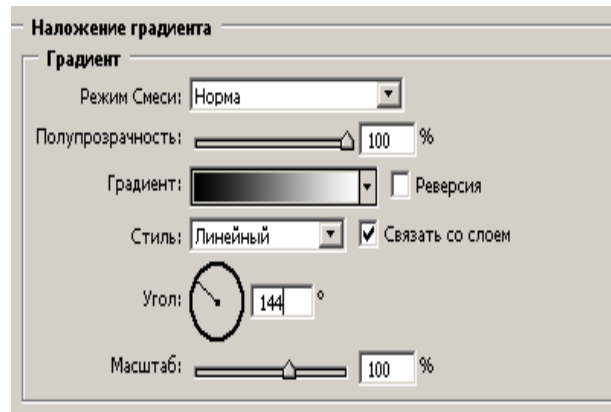 Наложение градиента
Градиент
Режим Смеси: Норма
Полупрозрачность: 100 %
Градиент: Реверсия
Стиль: Линейный Связать со слоем
Угол: 144 °
Масштаб: 100 %